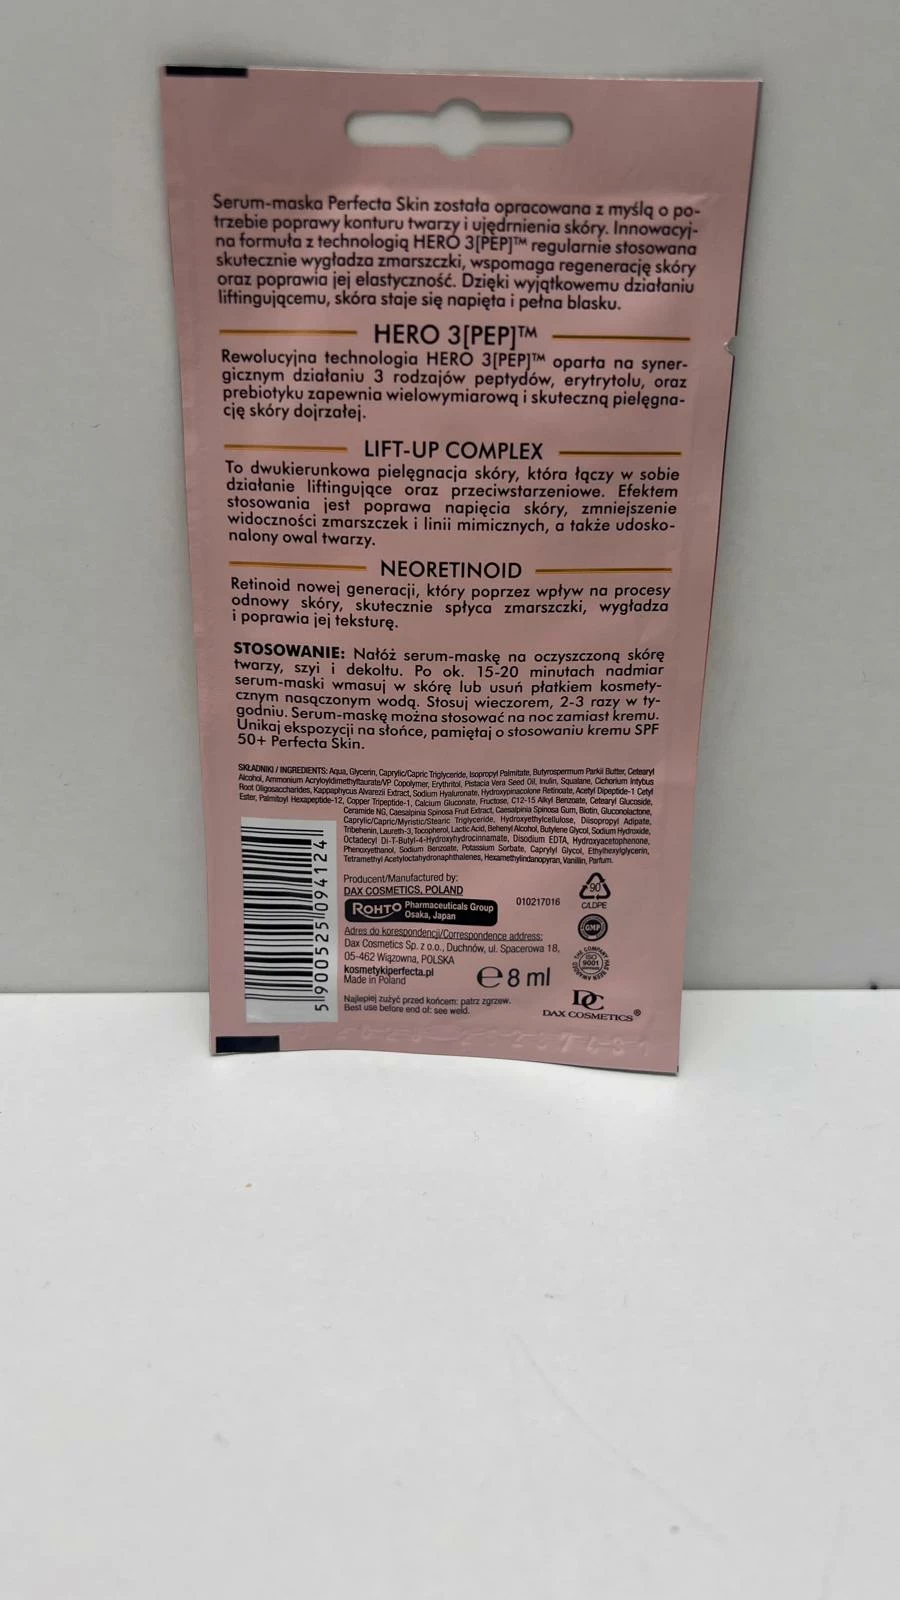 Serum-maska Perfecta Skin została opracowana z myślą o po-
trzebie poprawy konturu twarzy i ujędrnienia skóry. Innowacyj-
na formuła z technologią HERO 3[PEP]™ regularnie stosowana
skutecznie wygładza zmarszczki, wspomaga regenerację skóry
oraz poprawia jej elastyczność. Dzięki wyjątkowemu działaniu
liftingującemu, skóra staje się napięta i pełna blasku.
HERO 3[PEP]™
Rewolucyjna technologia HERO 3[PEP]™ oparta na syner-
gicznym działaniu 3 rodzajów peptydów, erytrytolu, oraz
prebiotyku zapewnia wielowymiarową i skuteczną pielęgna-
cję skóry dojrzałej.
LIFT-UP COMPLEX
To dwukierunkowa pielęgnacja skóry, która łączy w sobie
działanie liftingujące oraz przeciwstarzeniowe. Efektem
stosowania jest poprawa napięcia skóry, zmniejszenie
widoczności zmarszczek i linii mimicznych, a także udosko-
nalony owal twarzy.
NEORETINOID
Retinoid nowej generacji, który poprzez wpływ na procesy
odnowy skóry, skutecznie spłyca zmarszczki, wygładza
i poprawia jej teksturę.
STOSOWANIE: Nałóż serum-maskę na oczyszczoną skórę
twarzy, szyi i dekoltu. Po ok. 15-20 minutach nadmiar
serum-maski wmasuj w skórę lub usuń płatkiem kosmety-
cznym nasączonym wodą. Stosuj wieczorem, 2-3 razy w ty-
godniu. Serum-maskę można stosować na noc zamiast kremu.
Unikaj ekspozycji na słońce, pamiętaj o stosowaniu kremu SPF
50+ Perfecta Skin.
SKŁADNIKI / INGREDIENTS: Aqua, Glycerin, Caprylic/Capric Triglyceride, Isopropyl Palmitate, Butyrospermum Parkii Butter, Cetearyl
Alcohol, Ammonium Acryloyldimethyltaurate/VP Copolymer, Erythritol, Pistacia Vera Seed Oil, Inulin, Squalane, Cichorium Intybus
Root Oligosaccharides, Kappaphycus Alvarezii Extract, Sodium Hyaluronate, Hydroxypinacolone Retinoate, Acetyl Dipeptide-1 Cetyl
Ester, Palmitoyl Hexapeptide-12, Copper Tripeptide-1, Calcium Gluconate, Fructose, C12-15 Alkyl Benzoate, Cetearyl Glucoside,
Ceramide NG, Caesalpinia Spinosa Fruit Extract, Caesalpinia Spinosa Gum, Biotin, Gluconolactone,
Caprylic/Capric/Myristic/Stearic Triglyceride, Hydroxyethylcellulose, Diisopropyl Adipate,
Tribehenin, Laureth-3, Tocopherol, Lactic Acid, Behenyl Alcohol, Butylene Glycol, Sodium Hydroxide,
Octadecyl Di-T-Butyl-4-Hydroxyhydrocinnamate, Disodium EDTA, Hydroxyacetophenone,
Phenoxyethanol, Sodium Benzoate, Potassium Sorbate, Caprylyl Glycol, Ethylhexylglycerin,
Tetramethyl Acetyloctahydronaphthalenes, Hexamethylindanopyran, Vanillin, Parfum.
5 900525 094124
Producent/Manufactured by:
DAX COSMETICS, POLAND
ROHTO Pharmaceuticals Group
Osaka, Japan
010217016
90
C/LDPE
GMP
Adres do korespondencji/Correspondence address:
Dax Cosmetics Sp. z o.o., Duchnów, ul. Spacerowa 18,
05-462 Wiązowna, POLSKA
kosmetykiperfecta.pl
Made in Poland
ISO
9001
℮ 8 ml
Najlepiej zużyć przed końcem: patrz zgrzew.
Best use before end of: see weld.
DC
DAX COSMETICS®